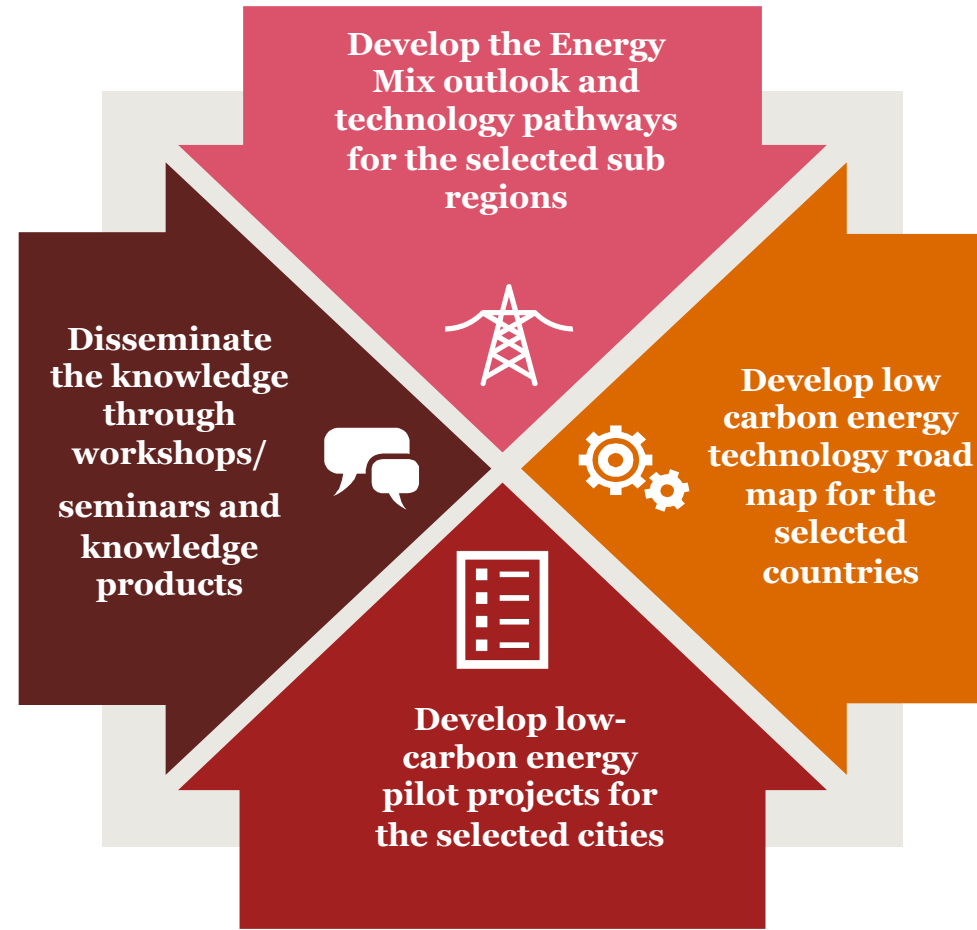 Develop the Energy
Mix outlook and
technology pathways
for the selected sub
regions
Disseminate
the knowledge
through
workshops/
seminars and
knowledge
products
Develop low
carbon energy
technology road
map for the
selected
countries
Develop low-
carbon energy
pilot projects for
the selected cities